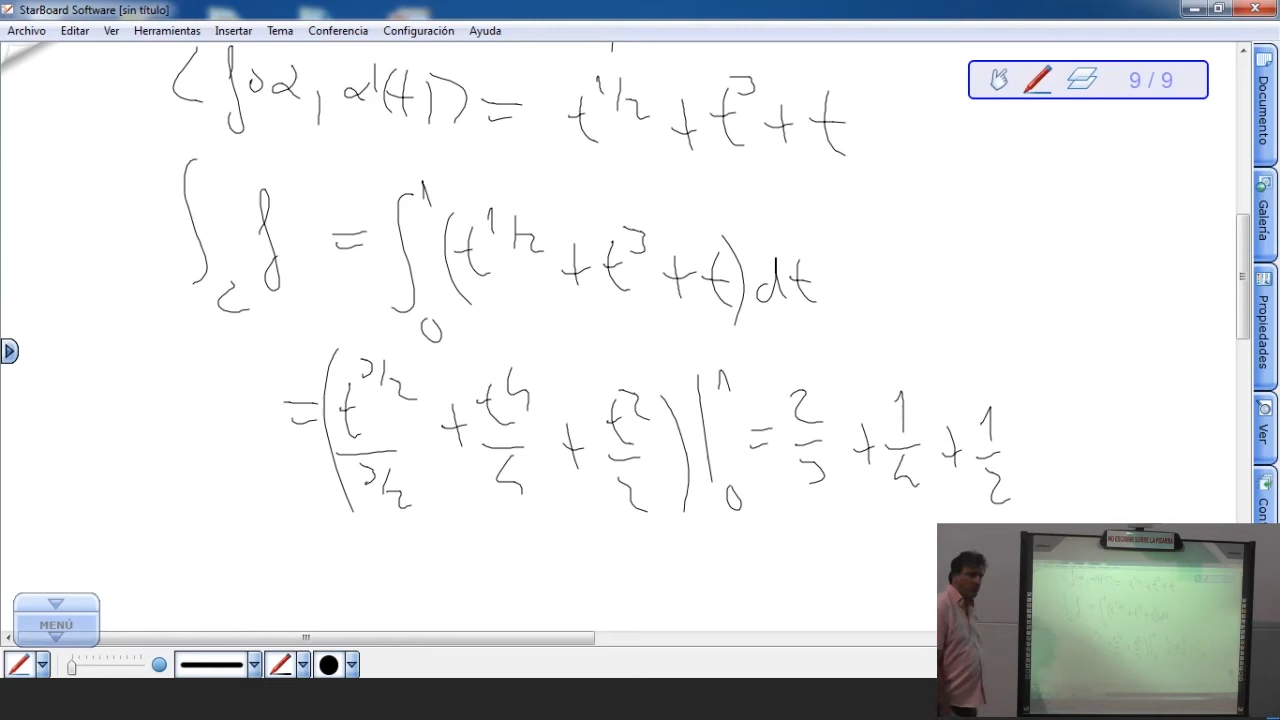 StarBoard Software [sin título]
Archivo Editar Ver Herramientas Insertar Tema Conferencia Configuración Ayuda
⟨f∘α, α'(t)⟩ = t^1/2 + t^3 + t
9 / 9
∫_C f = ∫_0^1 (t^1/2 + t^3 + t) dt
= (t^3/2 / 3/2 + t^4/4 + t^2/2) |_0^1 = 2/3 + 1/4 + 1/2
Documento
Galería
Propiedades
Ver
Cont
MENÚ
NO ESCRIBIR SOBRE LA PIZARRA